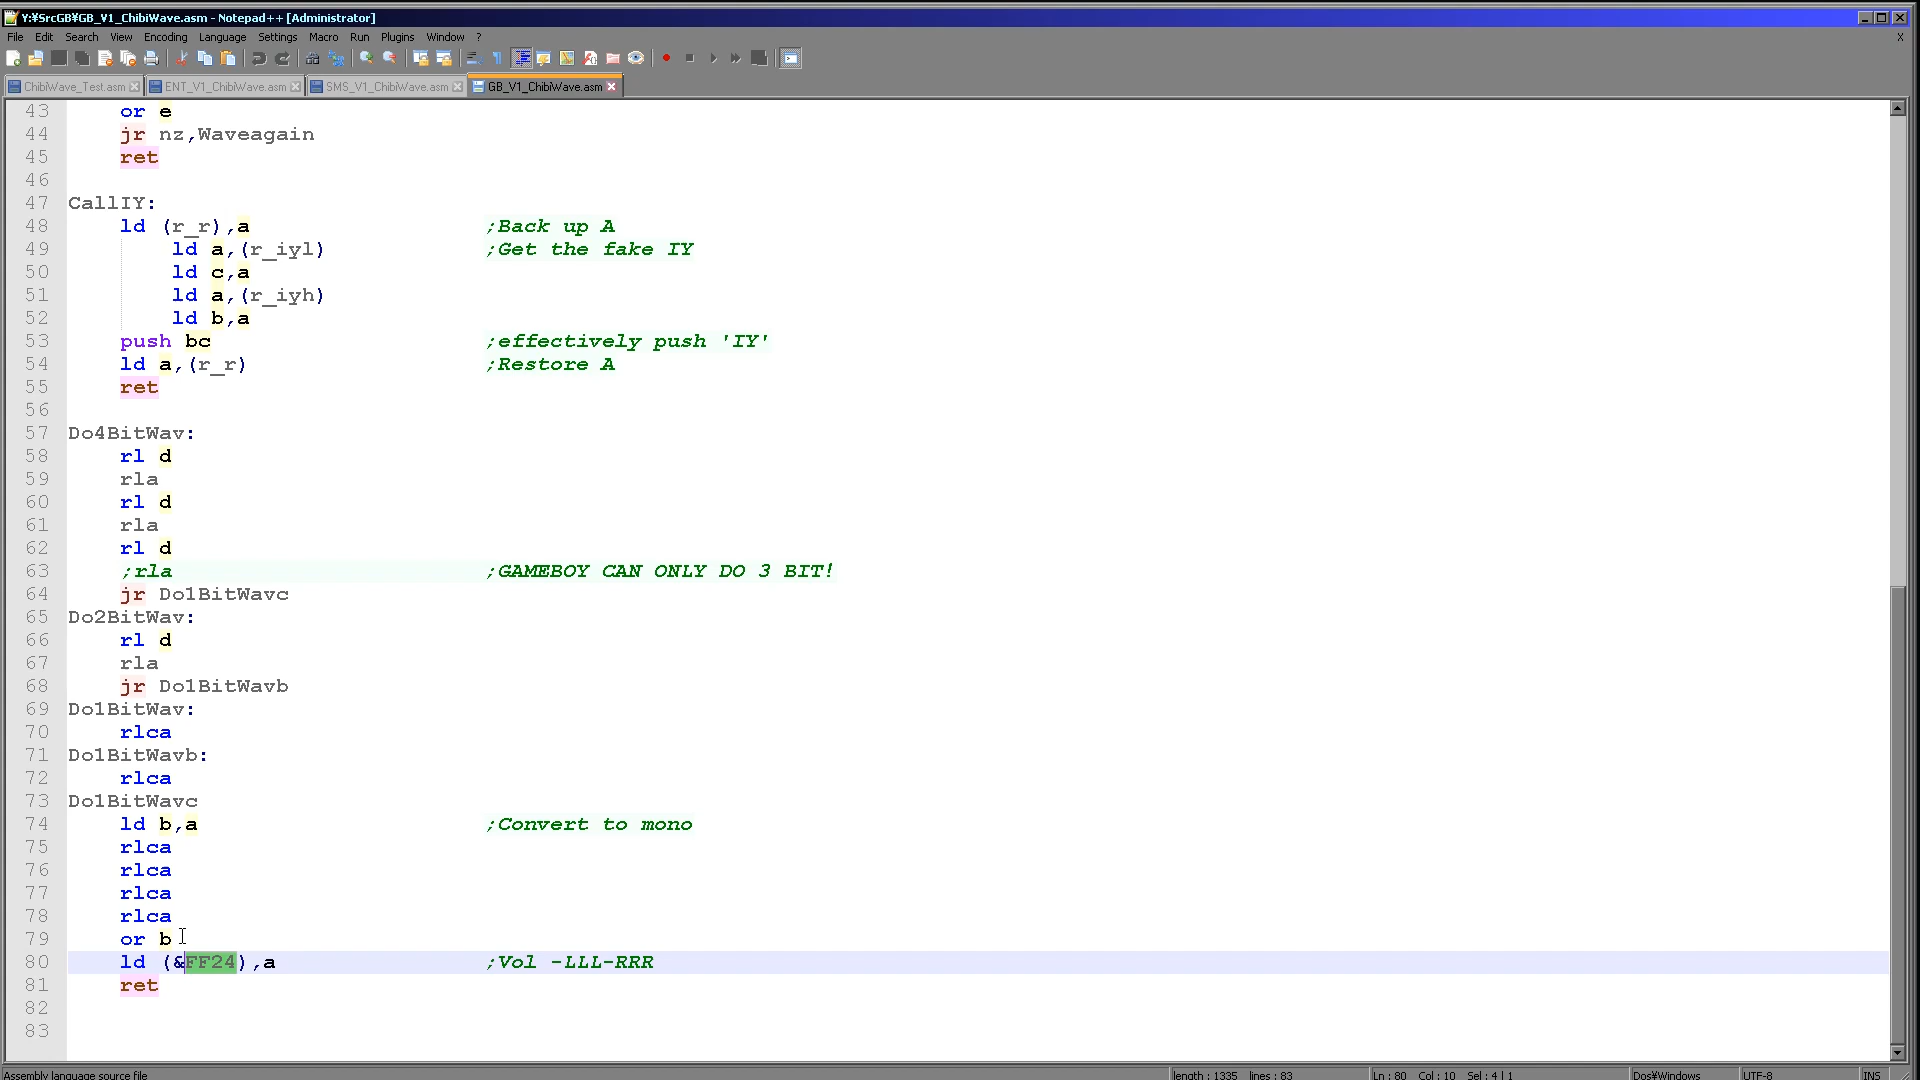 Y:¥SrcGB¥GB_V1_ChibiWave.asm - Notepad++ [Administrator]
File Edit Search View Encoding Language Settings Macro Run Plugins Window ?
X
ChibiWave_Test.asm ENT_V1_ChibiWave.asm SMS_V1_ChibiWave.asm GB_V1_ChibiWave.asm
43 or e
44 jr nz,Waveagain
45 ret
46
47 CallIY:
48 ld (r_r),a ;Back up A
49 ld a,(r_iyl) ;Get the fake IY
50 ld c,a
51 ld a,(r_iyh)
52 ld b,a
53 push bc ;effectively push 'IY'
54 ld a,(r_r) ;Restore A
55 ret
56
57 Do4BitWav:
58 rl d
59 rla
60 rl d
61 rla
62 rl d
63 ;rla ;GAMEBOY CAN ONLY DO 3 BIT!
64 jr Do1BitWavc
65 Do2BitWav:
66 rl d
67 rla
68 jr Do1BitWavb
69 Do1BitWav:
70 rlca
71 Do1BitWavb:
72 rlca
73 Do1BitWavc
74 ld b,a ;Convert to mono
75 rlca
76 rlca
77 rlca
78 rlca
79 or b
80 ld (&FF24),a ;Vol -LLL-RRR
81 ret
82
83
Assembly language source file length : 1335 lines : 83 Ln : 80 Col : 10 Sel : 4 | 1 Dos¥Windows UTF-8 INS